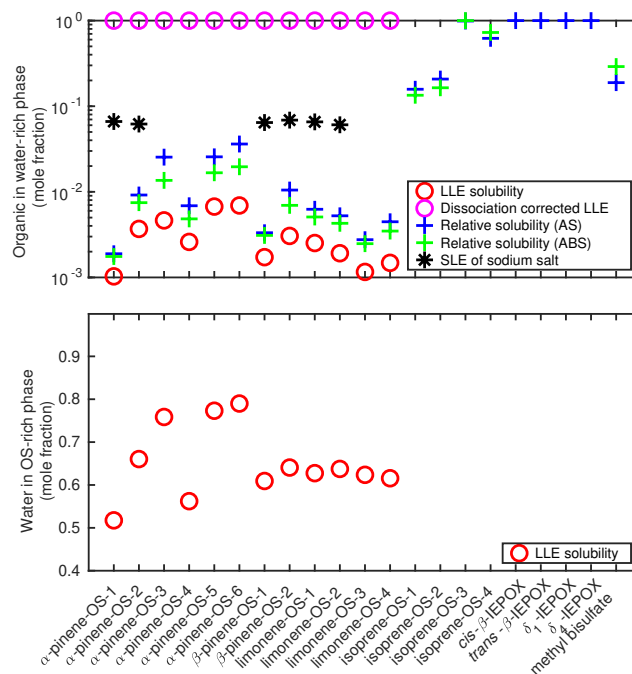 Organic in water-rich phase
(mole fraction)
10⁰
10⁻¹
10⁻²
10⁻³
LLE solubility
Dissociation corrected LLE
Relative solubility (AS)
Relative solubility (ABS)
SLE of sodium salt
Water in OS-rich phase
(mole fraction)
0.9
0.8
0.7
0.6
0.5
0.4
LLE solubility
α-pinene-OS-1
α-pinene-OS-2
α-pinene-OS-3
α-pinene-OS-4
α-pinene-OS-5
α-pinene-OS-6
β-pinene-OS-1
β-pinene-OS-2
limonene-OS-1
limonene-OS-2
limonene-OS-3
limonene-OS-4
isoprene-OS-1
isoprene-OS-2
isoprene-OS-3
isoprene-OS-4
cis-β-IEPOX
trans-β-IEPOX
δ₁-IEPOX
δ₄-IEPOX
methyl bisulfate